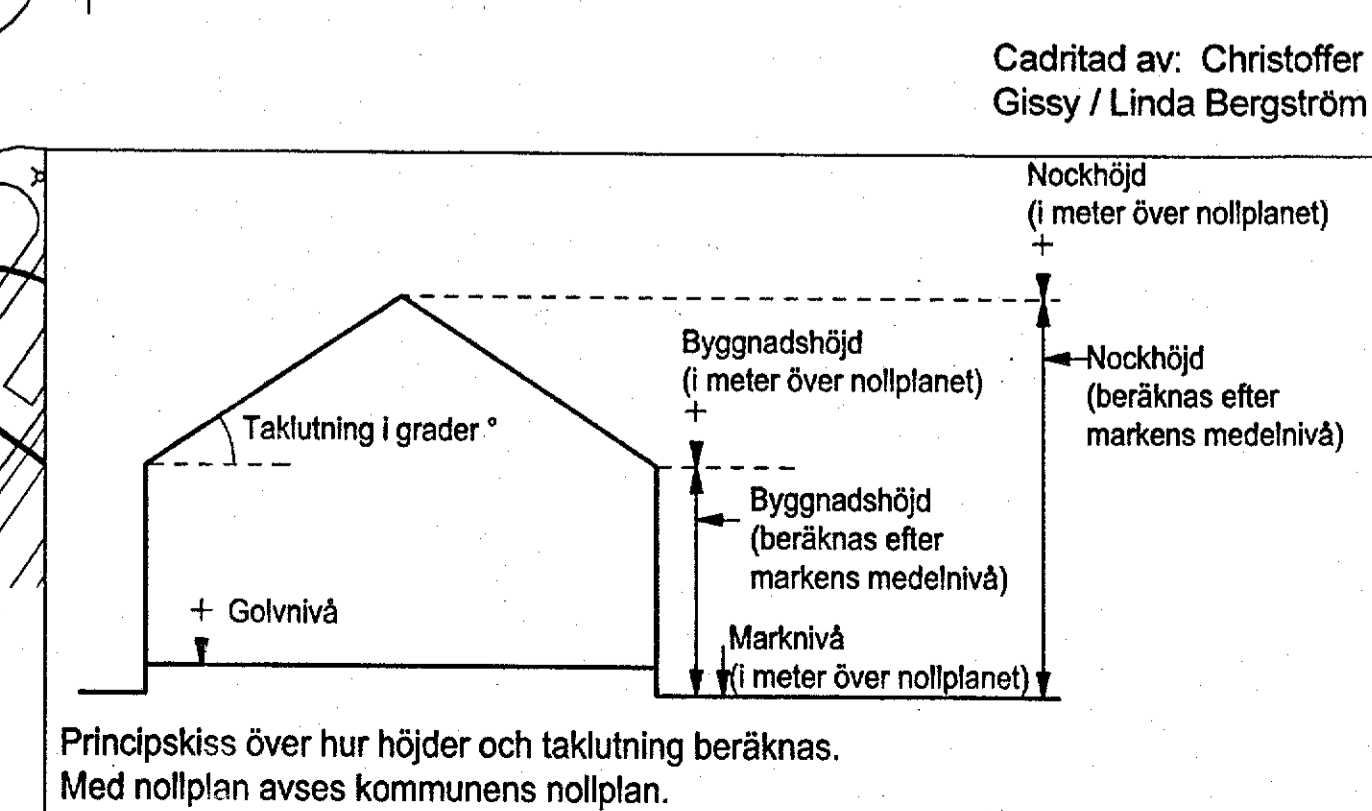 Cadritad av: Christoffer
Gissy / Linda Bergström
Nockhöjd
(i meter över nollplanet)
+
Byggnadshöjd
(i meter över nollplanet)
+
Nockhöjd
(beräknas efter
markens medelnivå)
Taklutning i grader °
Byggnadshöjd
(beräknas efter
markens medelnivå)
+ Golvnivå
Marknivå
(i meter över nollplanet)
Principskiss över hur höjder och taklutning beräknas.
Med nollplan avses kommunens nollplan.